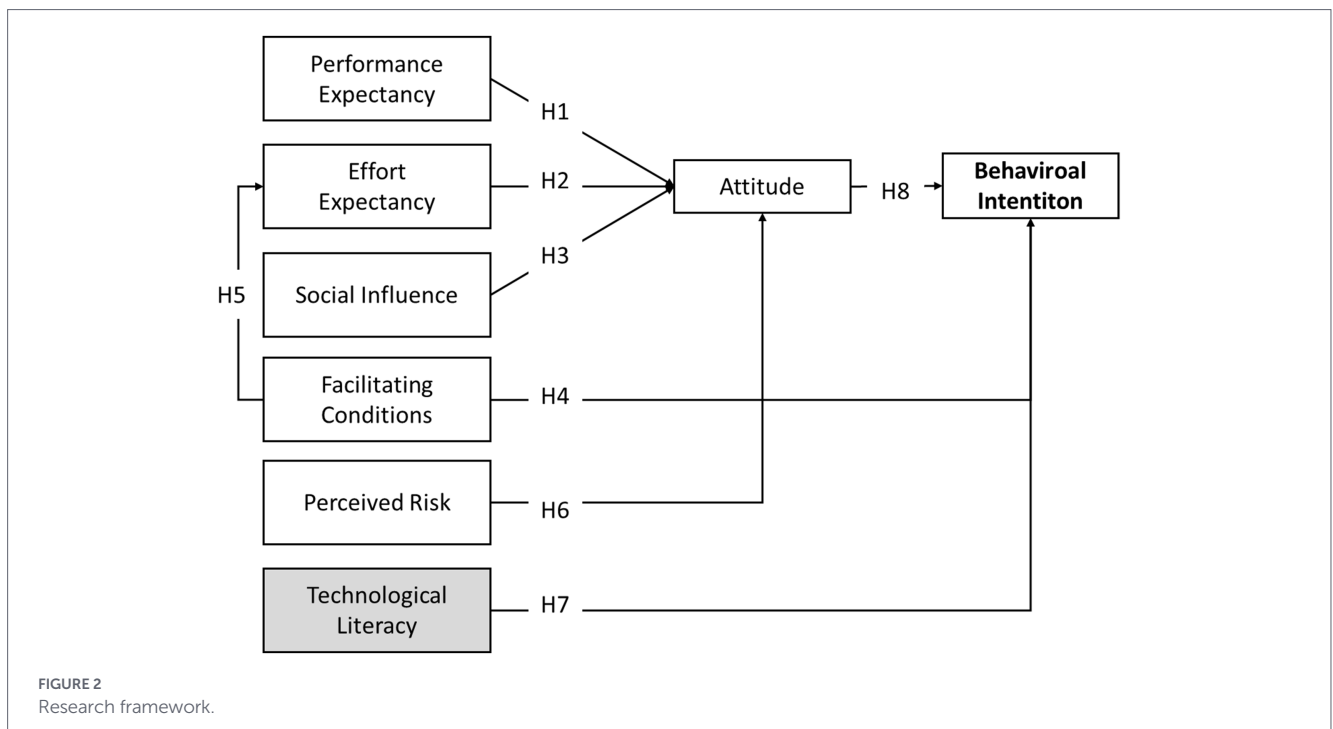 Performance
Expectancy
H1
Effort
Expectancy
H2
Attitude
H8
Behaviroal
Intentiton
H3
H5
Social Influence
Facilitating
Conditions
H4
Perceived Risk
H6
Technological
Literacy
H7
FIGURE 2
Research framework.